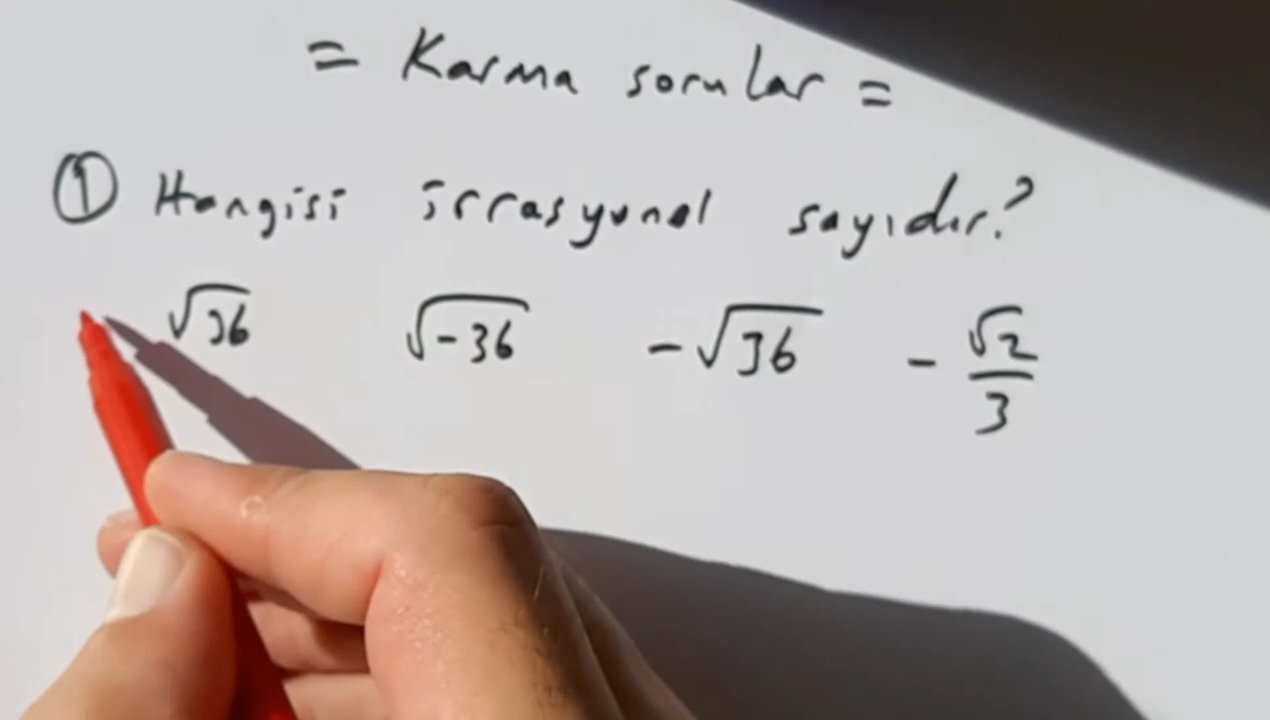 = Karma sorular =
① Hangisi irrasyonel sayıdır?
√36 √-36 -√36 - √2/3